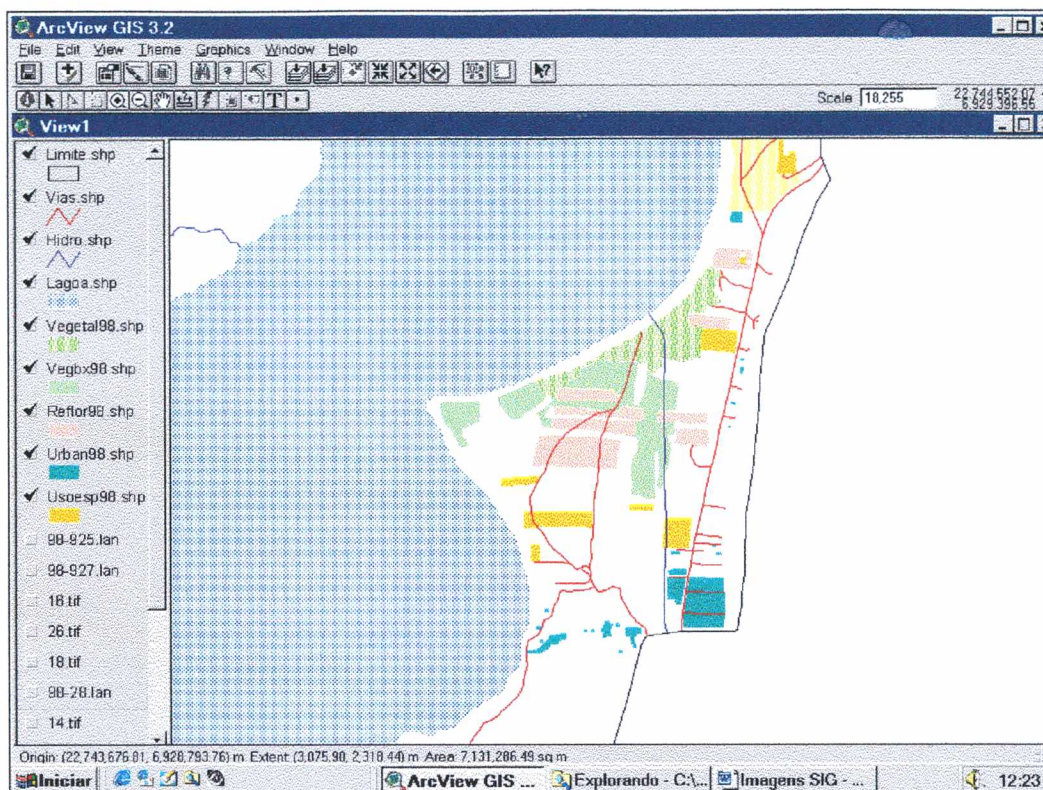 ArcView GIS 3.2
File Edit View Theme Graphics Window Help
Scale 18,255
22,744,552.07
6,929,396.55
View1
Limite.shp
Vias.shp
Hidro.shp
Lagoa.shp
Vegetal98.shp
Vegbx98.shp
Reflor98.shp
Urban98.shp
Usoesp98.shp
98-925.lan
98-927.lan
16.tif
26.tif
18.tif
98-28.lan
14.tif
Origin: (22,743,676.81, 6,928,793.76) m Extent: (3,075.90, 2,318.44) m Area: 7,131,286.49 sq m
Iniciar
ArcView GIS ...
Explorando - C:\...
Imagens SIG - ...
12:23